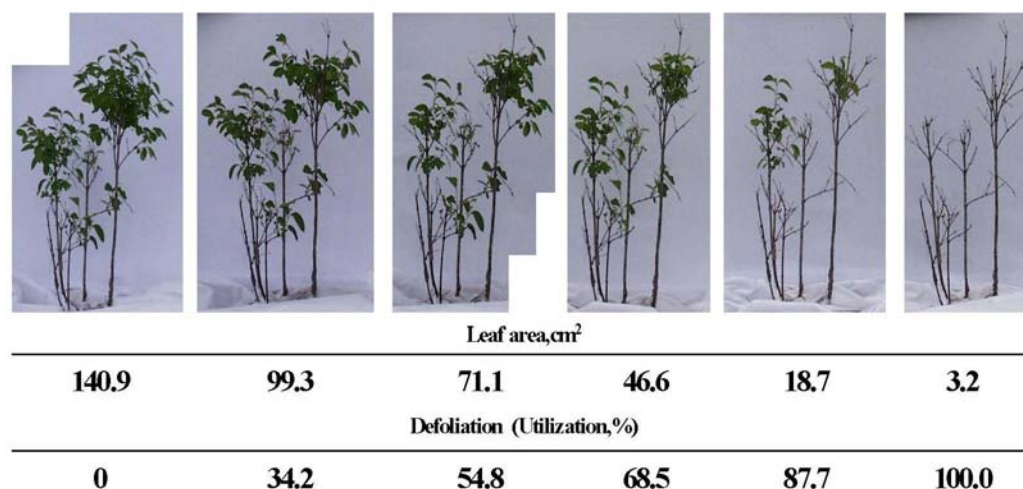 Leaf area,cm²
140.9 99.3 71.1 46.6 18.7 3.2
Defoliation (Utilization,%)
0 34.2 54.8 68.5 87.7 100.0